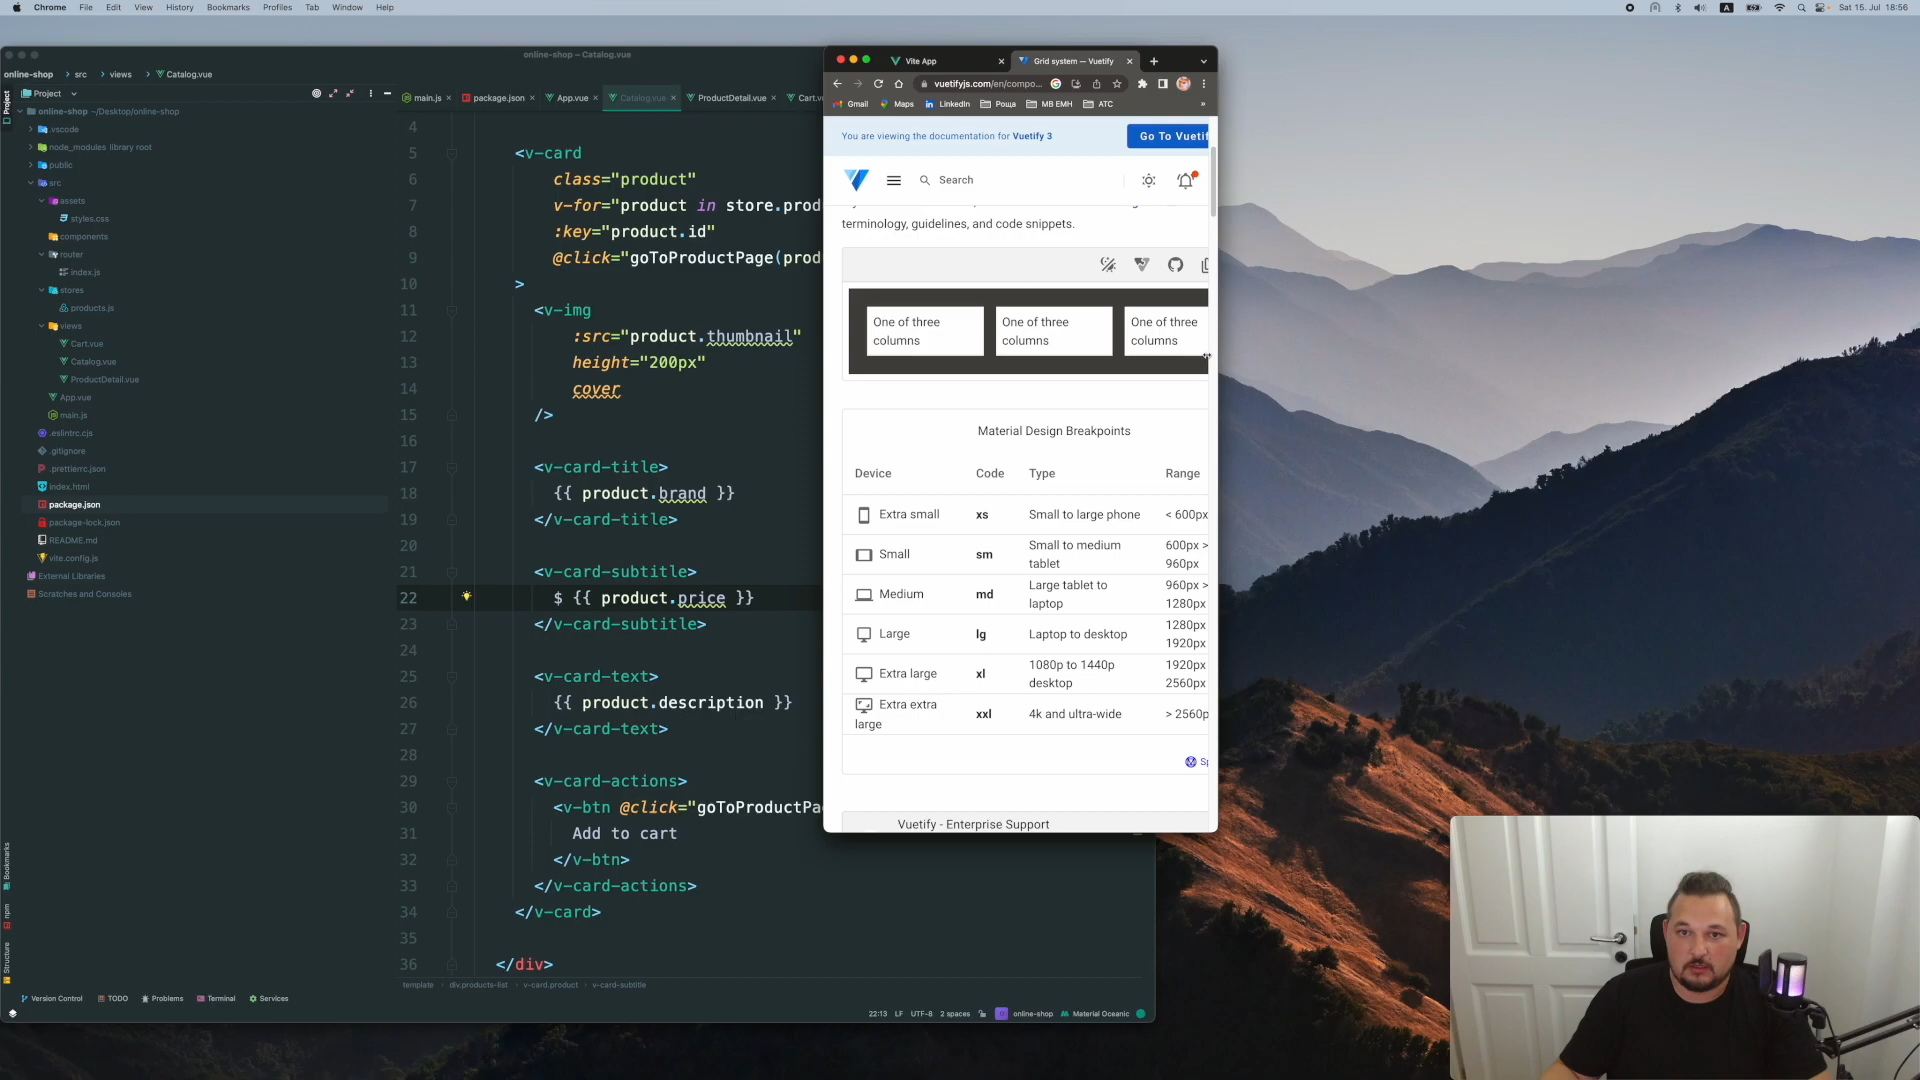 Chrome File Edit View History Bookmarks Profiles Tab Window Help
A
Sat 15. Jul 18:56
online-shop – Catalog.vue
online-shop src views Catalog.vue
Project
Project
online-shop ~/Desktop/online-shop
.vscode
node_modules library root
public
src
assets
styles.css
components
router
index.js
stores
products.js
views
Cart.vue
Catalog.vue
ProductDetail.vue
App.vue
main.js
.eslintrc.cjs
.gitignore
.prettierrc.json
index.html
package.json
package-lock.json
README.md
vite.config.js
External Libraries
Scratches and Consoles
Bookmarks
npm
Structure
main.js package.json App.vue Catalog.vue ProductDetail.vue Cart.vu
4
5 <v-card
6 class="product"
7 v-for="product in store.prod
8 :key="product.id"
9 @click="goToProductPage(prod
10 >
11 <v-img
12 :src="product.thumbnail"
13 height="200px"
14 cover
15 />
16
17 <v-card-title>
18 {{ product.brand }}
19 </v-card-title>
20
21 <v-card-subtitle>
22 $ {{ product.price }}
23 </v-card-subtitle>
24
25 <v-card-text>
26 {{ product.description }}
27 </v-card-text>
28
29 <v-card-actions>
30 <v-btn @click="goToProductPa
31 Add to cart
32 </v-btn>
33 </v-card-actions>
34 </v-card>
35
36 </div>
template div.products-list v-card.product v-card-subtitle
Version Control TODO Problems Terminal Services
22:13 LF UTF-8 2 spaces online-shop Material Oceanic
Vite App
Grid system — Vuetify
vuetifyjs.com/en/compo...
Gmail Maps LinkedIn Роща МВ ЕМН АТС
You are viewing the documentation for Vuetify 3
Go To Vuetif
Search
terminology, guidelines, and code snippets.
One of three columns
One of three columns
One of three columns
Material Design Breakpoints
Device Code Type Range
Extra small xs Small to large phone < 600px
Small sm Small to medium tablet 600px > 960px
Medium md Large tablet to laptop 960px > 1280px
Large lg Laptop to desktop 1280px 1920px
Extra large xl 1080p to 1440p desktop 1920px 2560px
Extra extra large xxl 4k and ultra-wide > 2560p
Sp
Vuetify - Enterprise Support